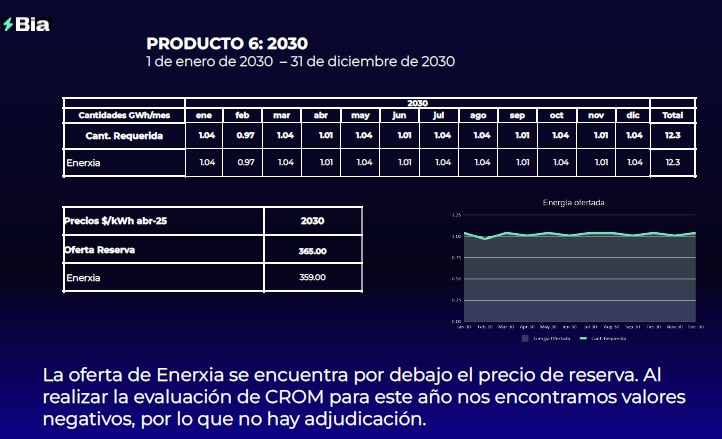 Bia
PRODUCTO 6: 2030
1 de enero de 2030 – 31 de diciembre de 2030
2030
Cantidades GWh/mes ene feb mar abr may jun jul ago sep oct nov dic Total
Cant. Requerida 1.04 0.97 1.04 1.01 1.04 1.01 1.04 1.04 1.01 1.04 1.01 1.04 12.3
Enerxia 1.04 0.97 1.04 1.01 1.04 1.01 1.04 1.04 1.01 1.04 1.01 1.04 12.3
Precios $/kWh abr-25 2030
Oferta Reserva 365.00
Enerxia 359.00
Energía ofertada
1.25
1.00
0.75
0.50
0.25
0.00
Jan-30 Feb-30 Mar-30 Apr-30 May-30 Jun-30 Jul-30 Aug-30 Sep-30 Oct-30 Nov-30 Dec-30
Energía Ofertada Cant. Requerida
La oferta de Enerxia se encuentra por debajo el precio de reserva. Al
realizar la evaluación de CROM para este año nos encontramos valores
negativos, por lo que no hay adjudicación.